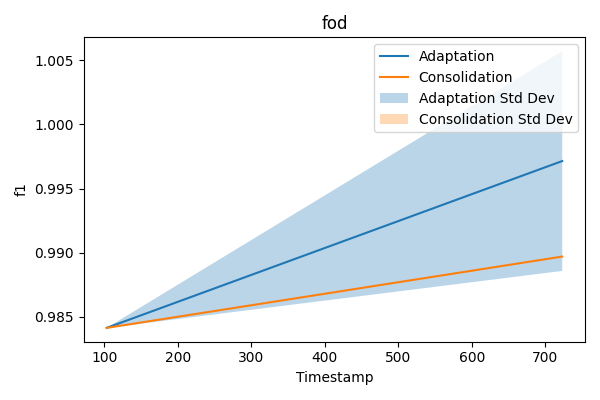 fod
Adaptation
Consolidation
Adaptation Std Dev
Consolidation Std Dev
f1
1.005
1.000
0.995
0.990
0.985
100 200 300 400 500 600 700
Timestamp